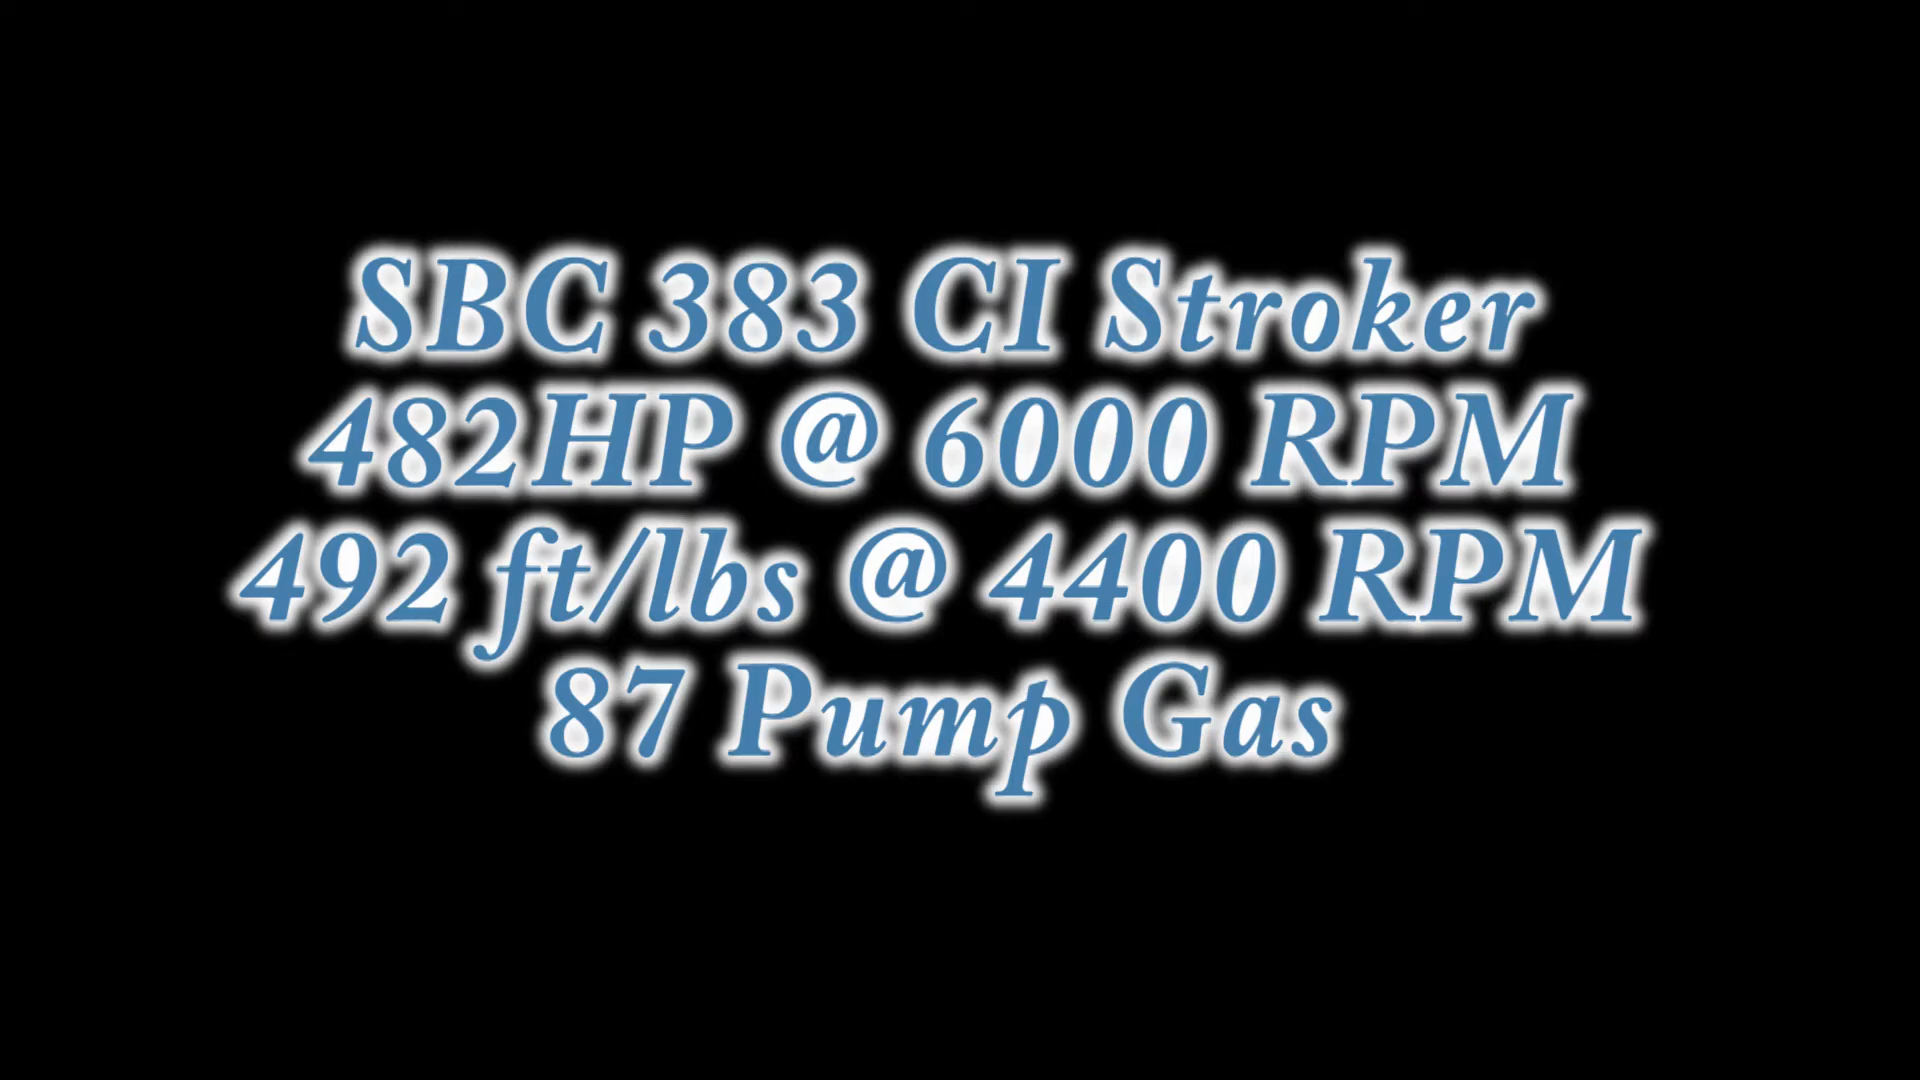 SBC 383 CI Stroker
482HP @ 6000 RPM
492 ft/lbs @ 4400 RPM
87 Pump Gas